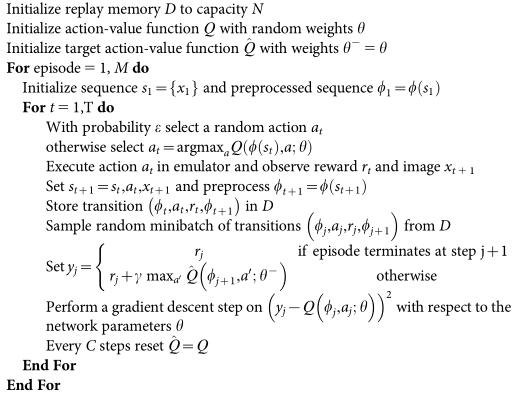 Initialize replay memory D to capacity N
Initialize action-value function Q with random weights θ
Initialize target action-value function Q̂ with weights θ⁻ = θ
For episode = 1, M do
Initialize sequence s₁ = {x₁} and preprocessed sequence ϕ₁ = ϕ(s₁)
For t = 1,T do
With probability ε select a random action aₜ
otherwise select aₜ = argmaxₐ Q(ϕ(sₜ),a; θ)
Execute action aₜ in emulator and observe reward rₜ and image xₜ₊₁
Set sₜ₊₁ = sₜ,aₜ,xₜ₊₁ and preprocess ϕₜ₊₁ = ϕ(sₜ₊₁)
Store transition (ϕₜ,aₜ,rₜ,ϕₜ₊₁) in D
Sample random minibatch of transitions (ϕⱼ,aⱼ,rⱼ,ϕⱼ₊₁) from D
Set yⱼ = { rⱼ if episode terminates at step j+1
rⱼ + γ maxₐ′ Q̂(ϕⱼ₊₁,a′; θ⁻) otherwise
Perform a gradient descent step on (yⱼ − Q(ϕⱼ,aⱼ; θ))² with respect to the
network parameters θ
Every C steps reset Q̂ = Q
End For
End For